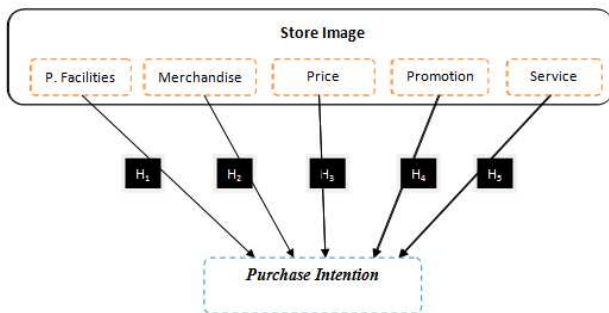 Store Image
P. Facilities
Merchandise
Price
Promotion
Service
H₁
H₂
H₃
H₄
H₅
Purchase Intention